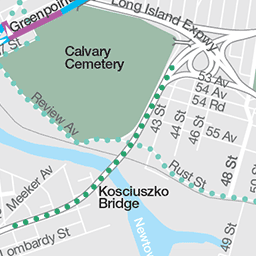 Greenpoint
Long Island Expwy
7 St
Calvary
Cemetery
53 Av
54 Av
54 Rd
55 Av
43 St
44 St
46 St
48 St
Review Av
Rust St
Meeker Av
Kosciuszko
Bridge
Newtow
Lombardy St
49 St